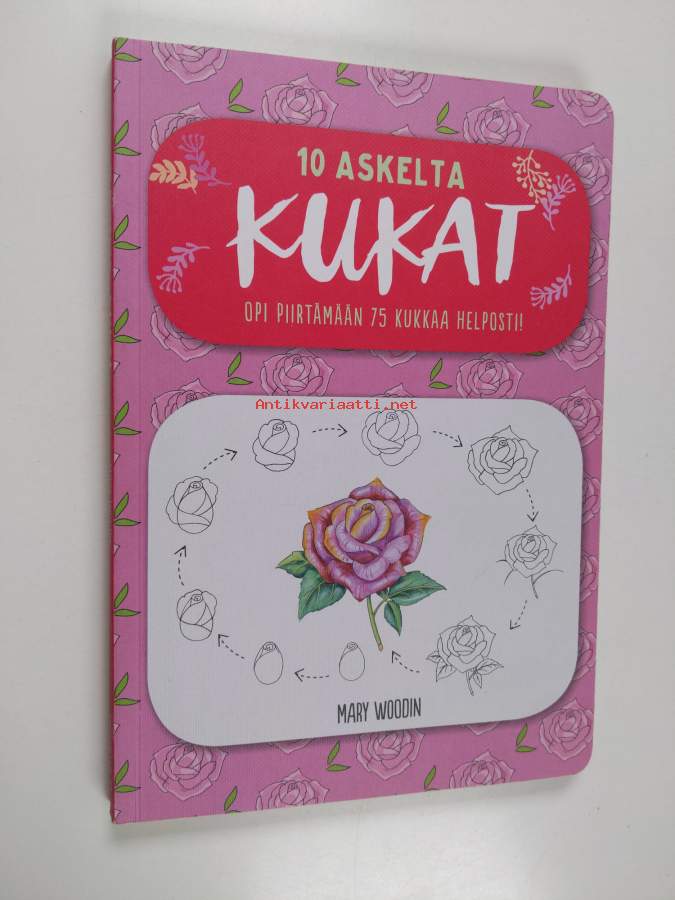 10 ASKELTA
KUKAT
OPI PIIRTÄMÄÄN 75 KUKKAA HELPOSTI!
Antikvariaatti.net
MARY WOODIN